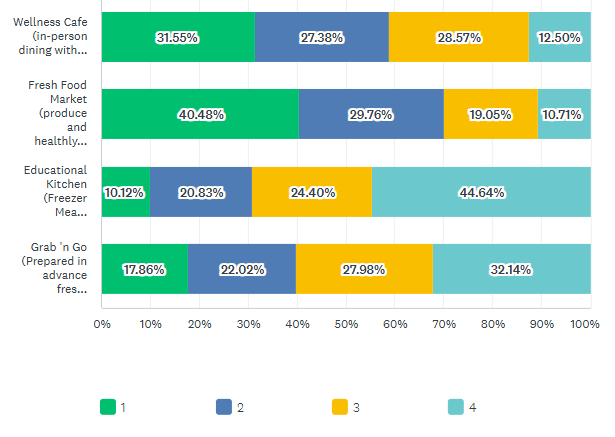 Wellness Cafe
(in-person
dining with...
31.55%
27.38%
28.57%
12.50%
Fresh Food
Market
(produce
and
healthly...
40.48%
29.76%
19.05%
10.71%
Educational
Kitchen
(Freezer
Mea...
10.12%
20.83%
24.40%
44.64%
Grab 'n Go
(Prepared in
advance
fres...
17.86%
22.02%
27.98%
32.14%
0% 10% 20% 30% 40% 50% 60% 70% 80% 90% 100%
1 2 3 4